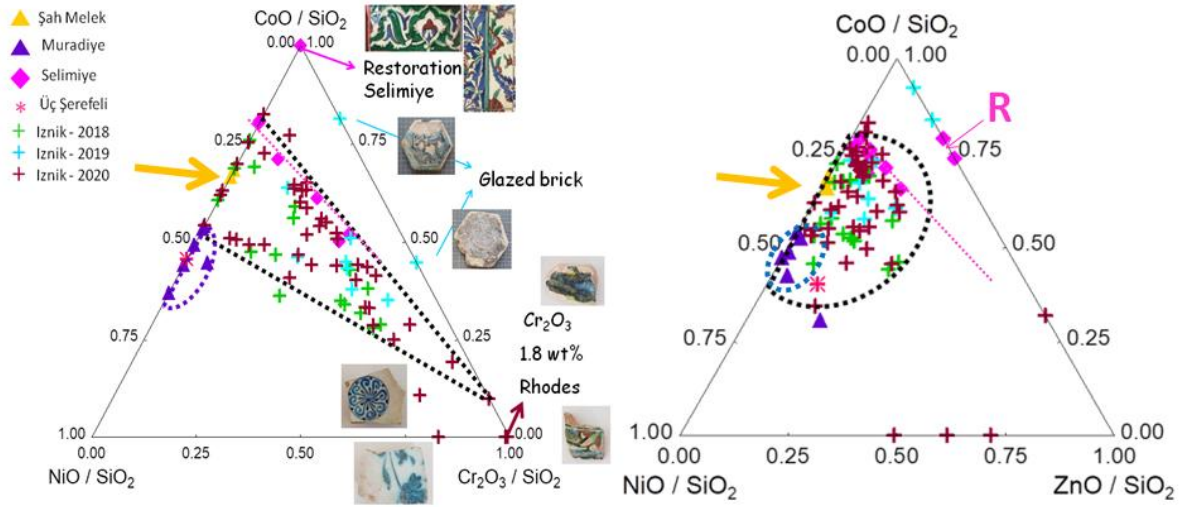 Şah Melek
Muradiye
Selimiye
Üç Şerefeli
Iznik - 2018
Iznik - 2019
Iznik - 2020
CoO / SiO₂
0.00 1.00
Restoration
Selimiye
0.25
0.75
Glazed brick
0.50
0.50
Cr₂O₃
1.8 wt%
Rhodes
0.75
0.25
1.00
0.00
0.00
0.25
0.50
0.75
1.00
NiO / SiO₂
Cr₂O₃ / SiO₂
CoO / SiO₂
0.00
1.00
R
0.25
0.75
0.50
0.50
0.75
0.25
1.00
0.00
0.00
0.25
0.50
0.75
1.00
NiO / SiO₂
ZnO / SiO₂